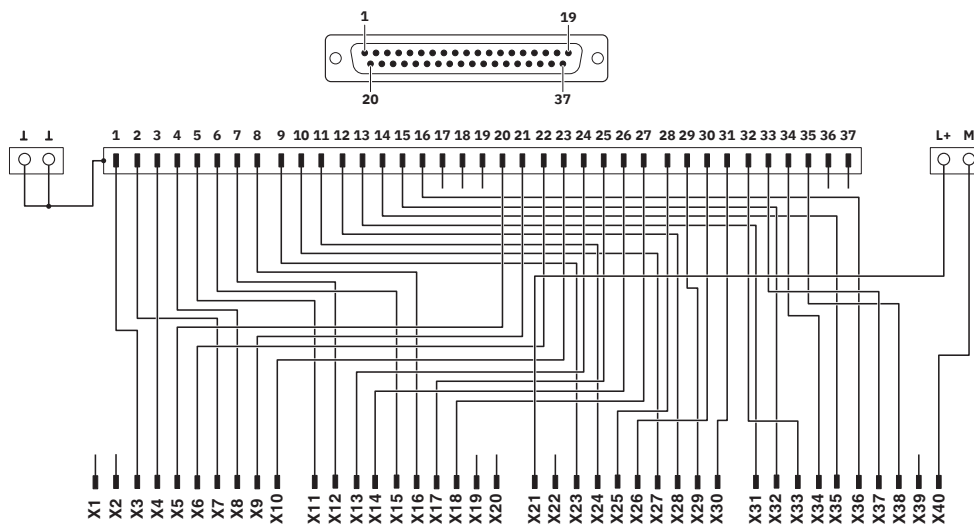 1 19
20 37
⊥ ⊥ 1 2 3 4 5 6 7 8 9 10 11 12 13 14 15 16 17 18 19 20 21 22 23 24 25 26 27 28 29 30 31 32 33 34 35 36 37 L+ M
X1 X2 X3 X4 X5 X6 X7 X8 X9 X10 X11 X12 X13 X14 X15 X16 X17 X18 X19 X20 X21 X22 X23 X24 X25 X26 X27 X28 X29 X30 X31 X32 X33 X34 X35 X36 X37 X38 X39 X40